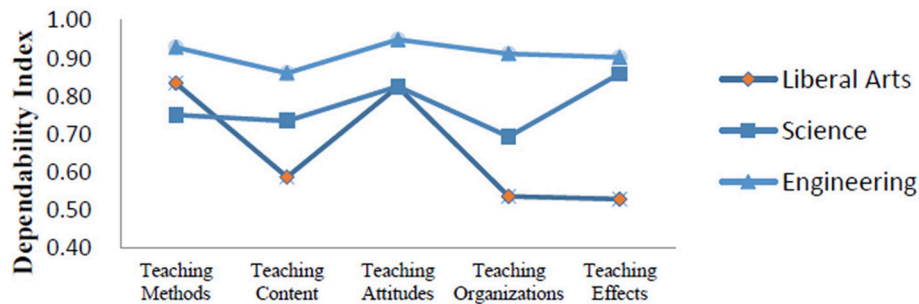 1.00
0.90
0.80
0.70
0.60
0.50
0.40
Dependability Index
Teaching Methods
Teaching Content
Teaching Attitudes
Teaching Organizations
Teaching Effects
Liberal Arts
Science
Engineering